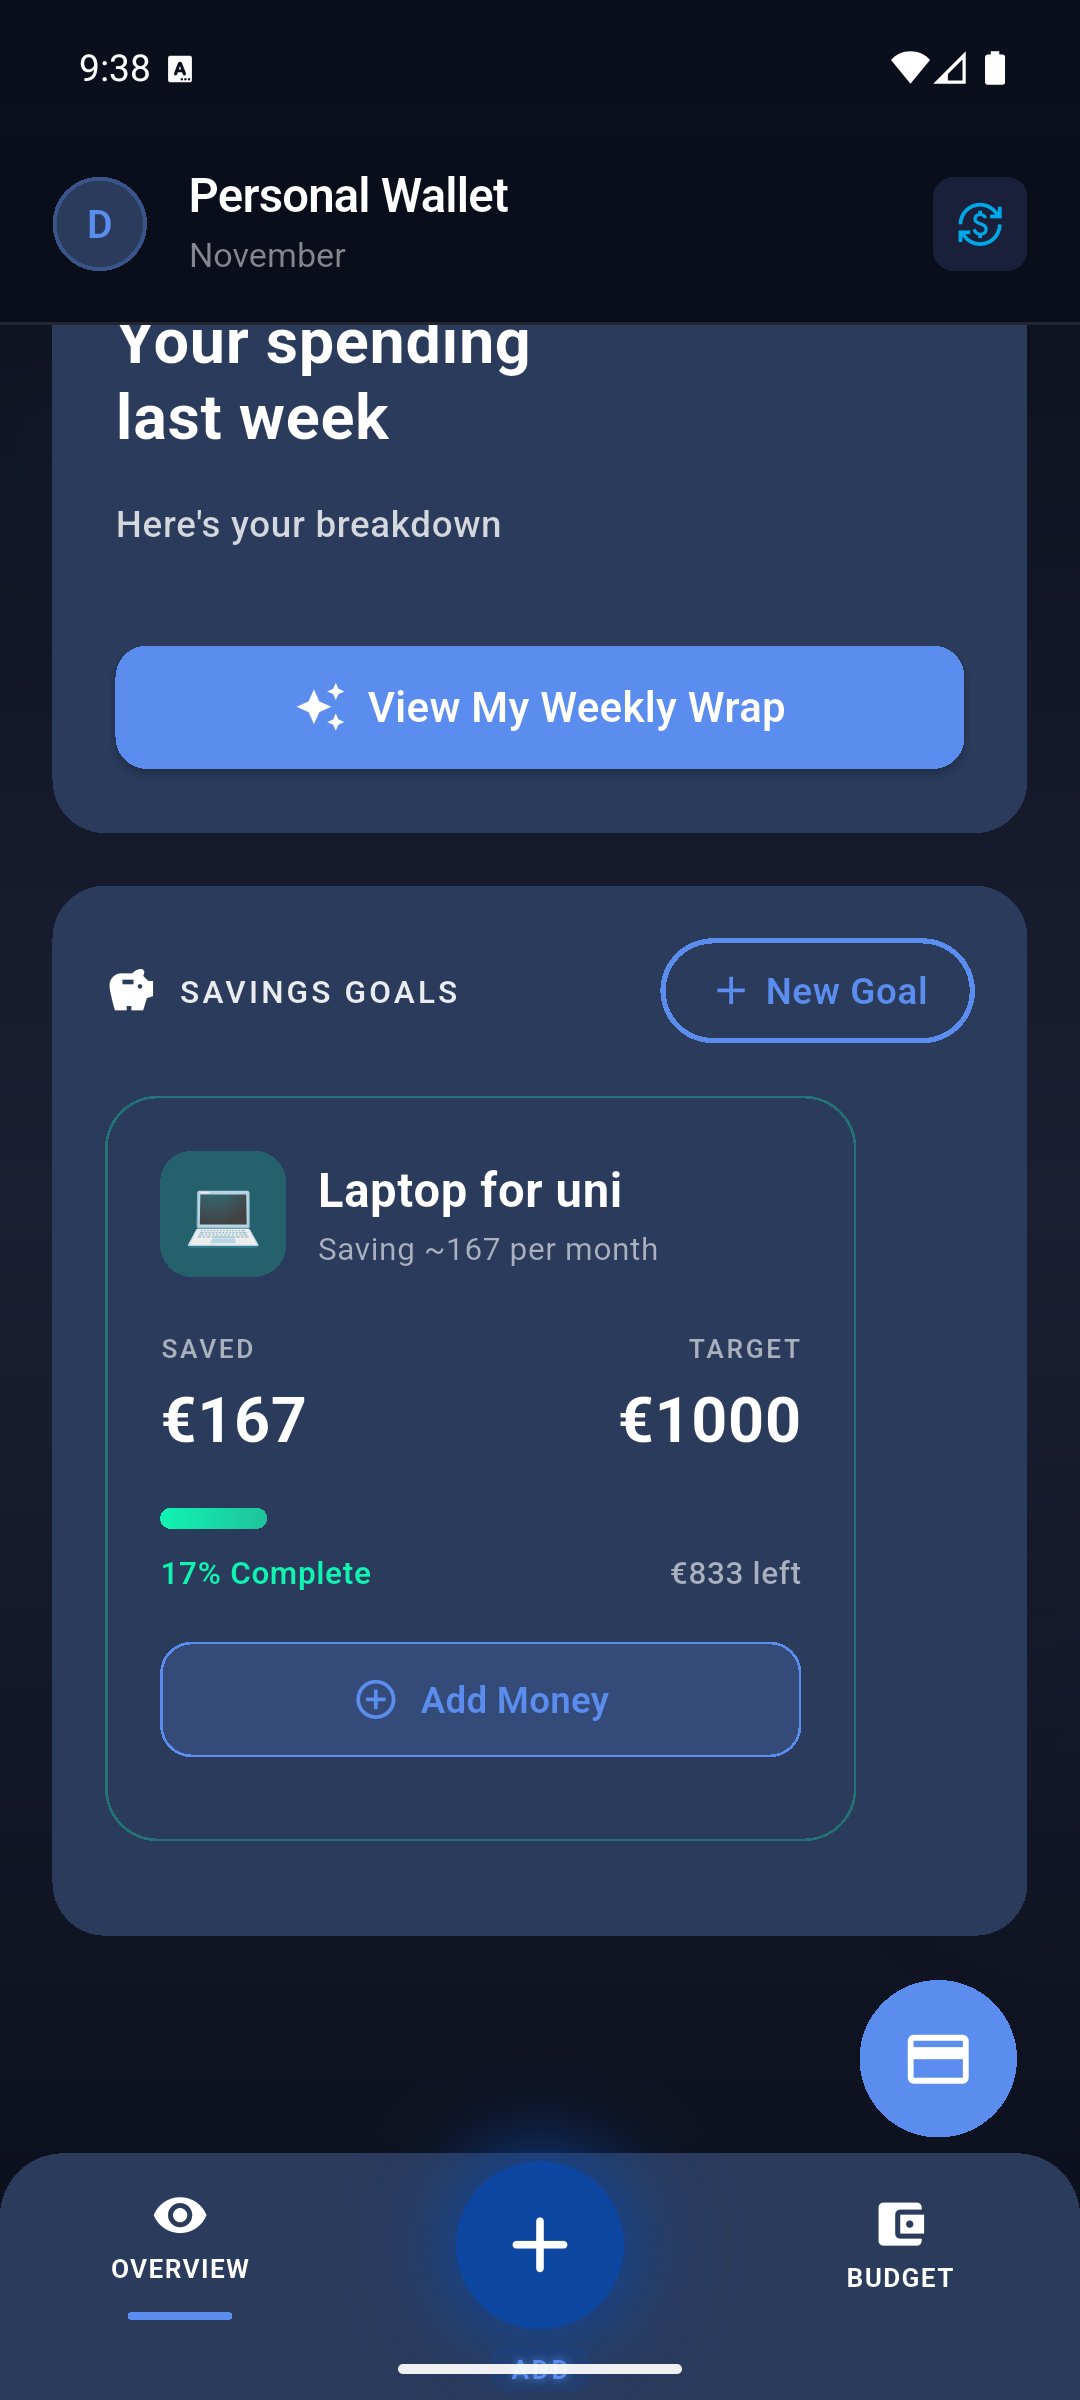 9:38
D
Personal Wallet
November
Your spending
last week
Here's your breakdown
View My Weekly Wrap
SAVINGS GOALS
+ New Goal
Laptop for uni
Saving ~167 per month
SAVED
TARGET
€167
€1000
17% Complete
€833 left
Add Money
OVERVIEW
BUDGET
ADD